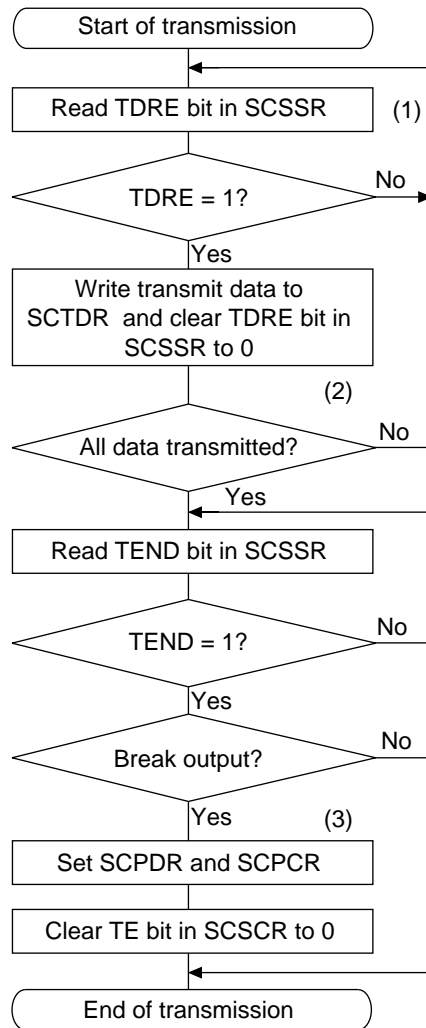 Start of transmission
Read TDRE bit in SCSSR
(1)
TDRE = 1?
No
Yes
Write transmit data to
SCTDR and clear TDRE bit in
SCSSR to 0
(2)
All data transmitted?
No
Yes
Read TEND bit in SCSSR
TEND = 1?
No
Yes
Break output?
No
Yes
(3)
Set SCPDR and SCPCR
Clear TE bit in SCSCR to 0
End of transmission